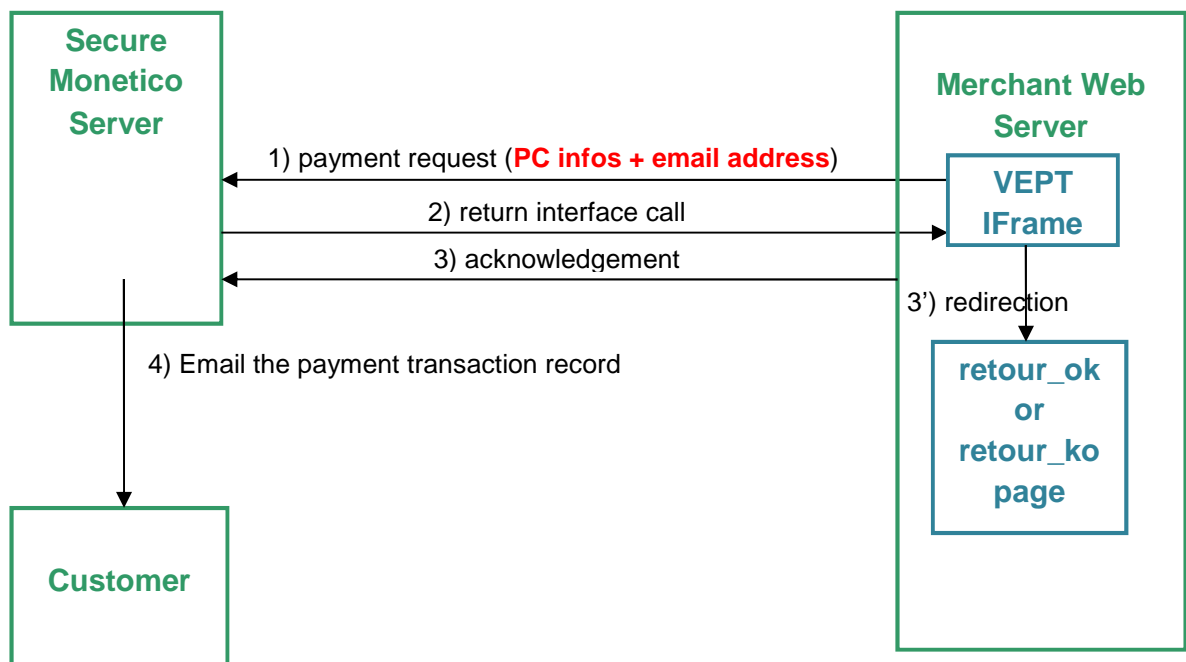 Secure
Monetico
Server
Merchant Web
Server
1) payment request (PC infos + email address)
VEPT
IFrame
2) return interface call
3) acknowledgement
3’) redirection
4) Email the payment transaction record
retour_ok
or
retour_ko
page
Customer